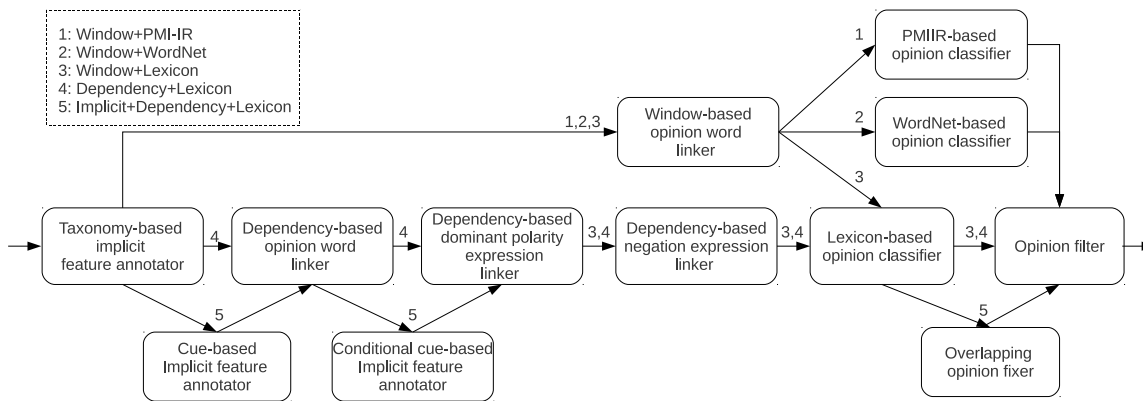 1: Window+PMI-IR
2: Window+WordNet
3: Window+Lexicon
4: Dependency+Lexicon
5: Implicit+Dependency+Lexicon
1
PMIIR-based
opinion classifier
1,2,3
Window-based
opinion word
linker
2
WordNet-based
opinion classifier
3
Taxonomy-based
implicit
feature annotator
4
Dependency-based
opinion word
linker
4
Dependency-based
dominant polarity
expression
linker
3,4
Dependency-based
negation expression
linker
3,4
Lexicon-based
opinion classifier
3,4
Opinion filter
5
Cue-based
Implicit feature
annotator
5
Conditional cue-based
Implicit feature
annotator
5
Overlapping
opinion fixer